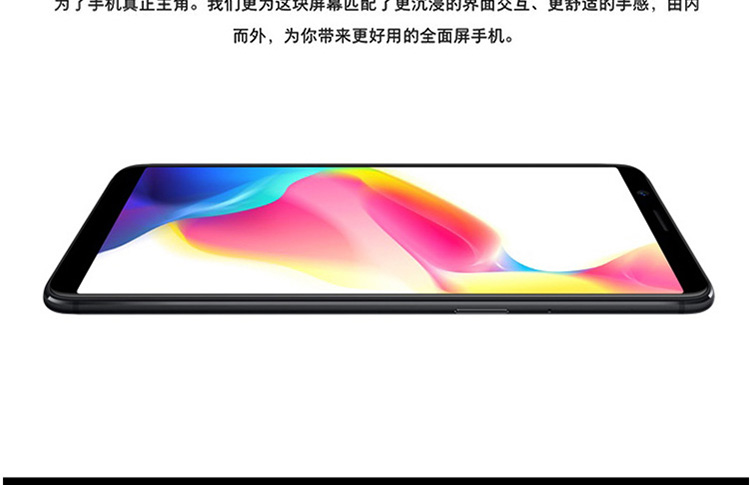 为了手机真正主角。我们更为这块屏幕匹配了更沉浸的界面交互、更舒适的手感，由内
而外，为你带来更好用的全面屏手机。